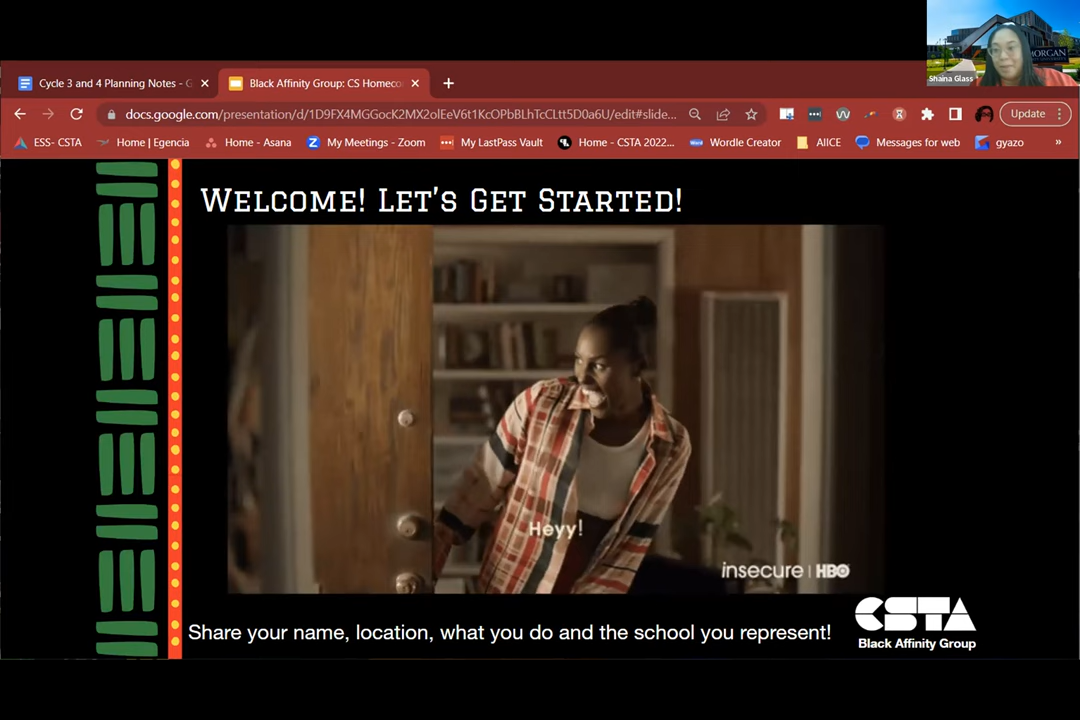 MORGAN
Shaina Glass
Cycle 3 and 4 Planning Notes - G
Black Affinity Group: CS Homeco
docs.google.com/presentation/d/1D9FX4MGGocK2MX2olEeV6t1KcOPbBLhTcCLtt5D0a6U/edit#slide...
Update
ESS- CSTA
Home | Egencia
Home - Asana
My Meetings - Zoom
My LastPass Vault
Home - CSTA 2022...
Wordle Creator
AIICE
Messages for web
gyazo
»
Welcome! Let's Get Started!
Heyy!
insecure | HBO
Share your name, location, what you do and the school you represent!
CSTA
Black Affinity Group